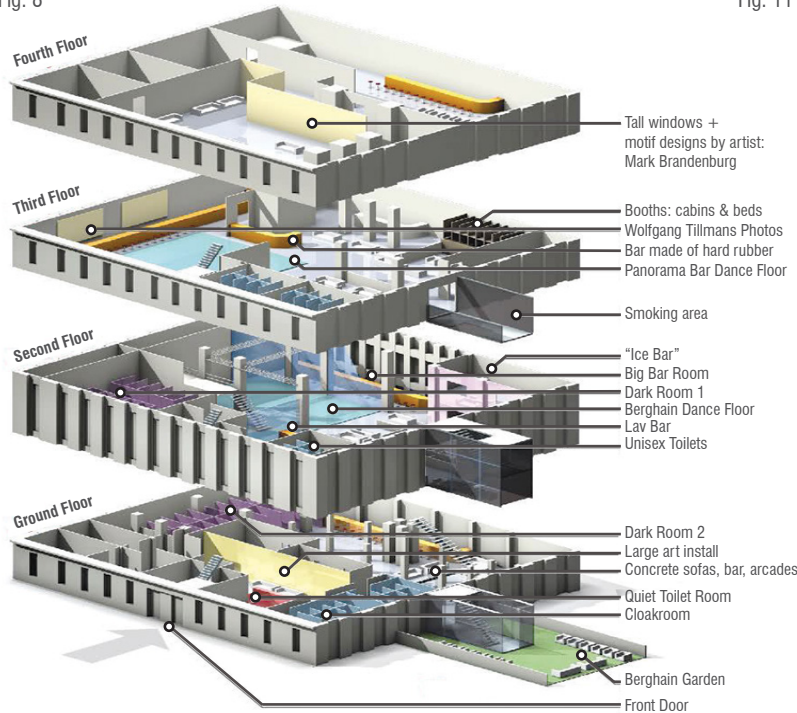 Fig. 8
Fig. 11
Fourth Floor
Tall windows +
motif designs by artist:
Mark Brandenburg
Third Floor
Booths: cabins & beds
Wolfgang Tillmans Photos
Bar made of hard rubber
Panorama Bar Dance Floor
Smoking area
Second Floor
“Ice Bar”
Big Bar Room
Dark Room 1
Berghain Dance Floor
Lav Bar
Unisex Toilets
Ground Floor
Dark Room 2
Large art install
Concrete sofas, bar, arcades
Quiet Toilet Room
Cloakroom
Berghain Garden
Front Door